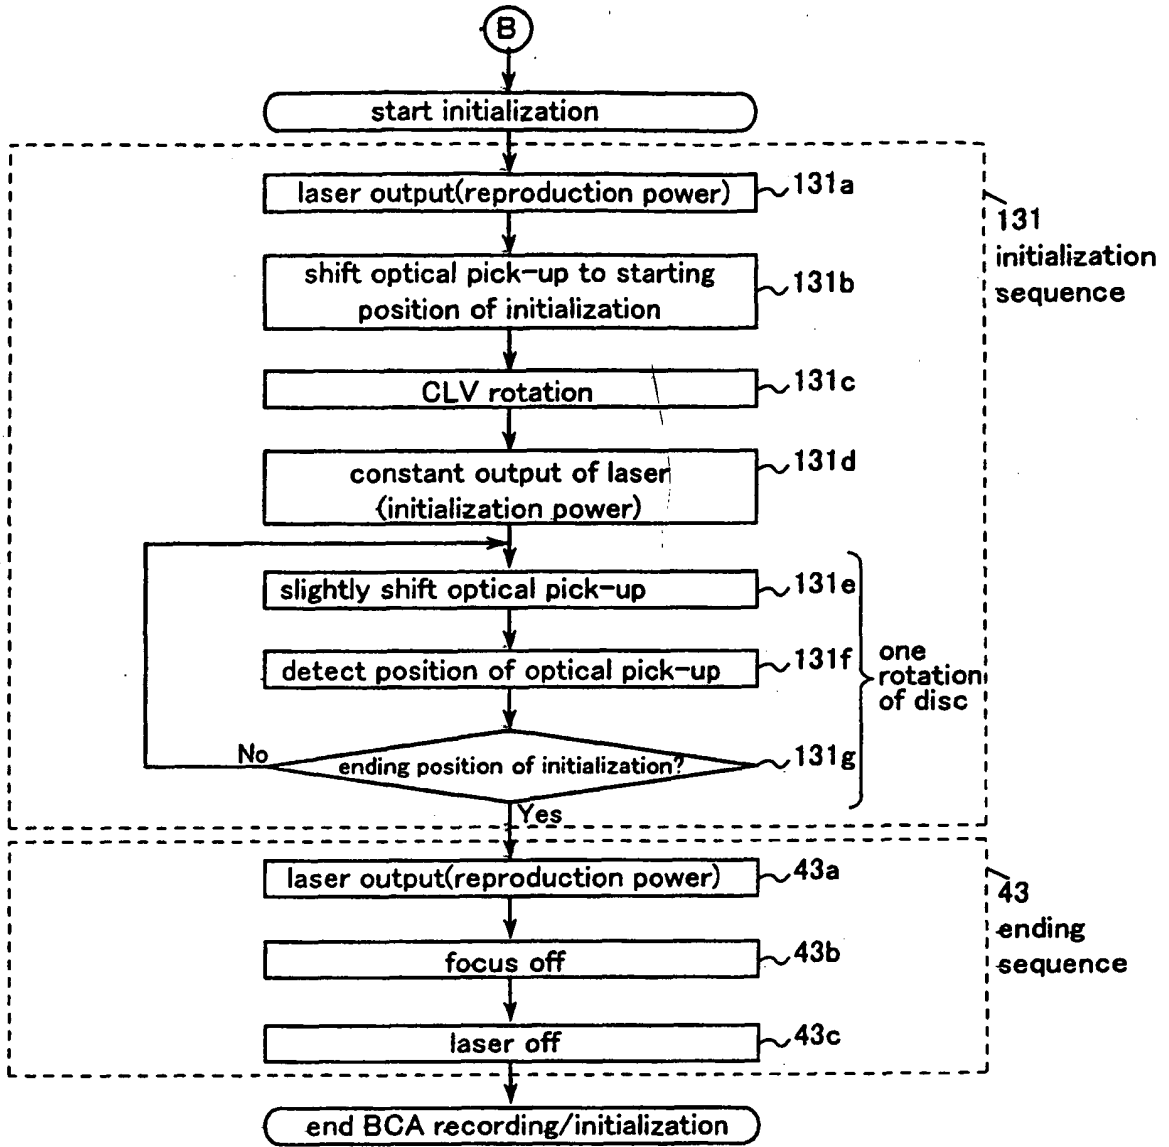 B
start initialization
laser output(reproduction power)
131a
shift optical pick-up to starting
position of initialization
131b
CLV rotation
131c
constant output of laser
(initialization power)
131d
slightly shift optical pick-up
131e
detect position of optical pick-up
131f
ending position of initialization?
131g
No
Yes
one
rotation
of disc
131
initialization
sequence
laser output(reproduction power)
43a
focus off
43b
laser off
43c
43
ending
sequence
end BCA recording/initialization